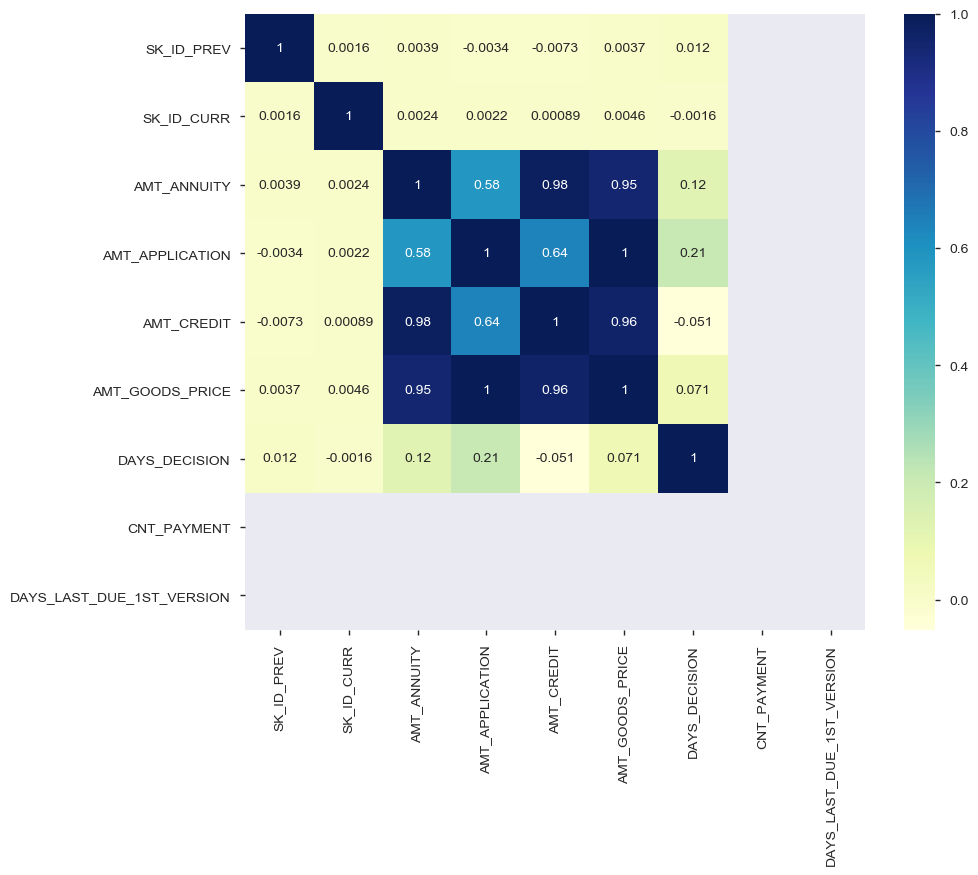 1.0
SK_ID_PREV 1 0.0016 0.0039 -0.0034 -0.0073 0.0037 0.012
0.8
SK_ID_CURR 0.0016 1 0.0024 0.0022 0.00089 0.0046 -0.0016
AMT_ANNUITY 0.0039 0.0024 1 0.58 0.98 0.95 0.12
0.6
AMT_APPLICATION -0.0034 0.0022 0.58 1 0.64 1 0.21
AMT_CREDIT -0.0073 0.00089 0.98 0.64 1 0.96 -0.051
0.4
AMT_GOODS_PRICE 0.0037 0.0046 0.95 1 0.96 1 0.071
DAYS_DECISION 0.012 -0.0016 0.12 0.21 -0.051 0.071 1
0.2
CNT_PAYMENT
DAYS_LAST_DUE_1ST_VERSION
0.0
SK_ID_PREV
SK_ID_CURR
AMT_ANNUITY
AMT_APPLICATION
AMT_CREDIT
AMT_GOODS_PRICE
DAYS_DECISION
CNT_PAYMENT
DAYS_LAST_DUE_1ST_VERSION